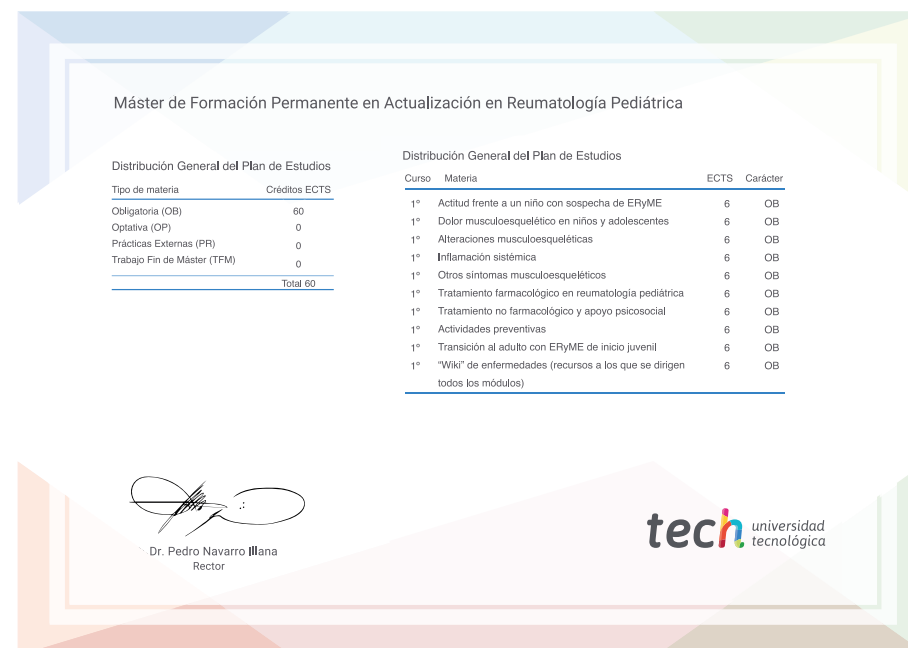 Máster de Formación Permanente en Actualización en Reumatología Pediátrica
Distribución General del Plan de Estudios
Tipo de materia Créditos ECTS
Obligatoria (OB) 60
Optativa (OP) 0
Prácticas Externas (PR) 0
Trabajo Fin de Máster (TFM) 0
Total 60
Distribución General del Plan de Estudios
Curso Materia ECTS Carácter
1º Actitud frente a un niño con sospecha de ERyME 6 OB
1º Dolor musculoesquelético en niños y adolescentes 6 OB
1º Alteraciones musculoesqueléticas 6 OB
1º Inflamación sistémica 6 OB
1º Otros síntomas musculoesqueléticos 6 OB
1º Tratamiento farmacológico en reumatología pediátrica 6 OB
1º Tratamiento no farmacológico y apoyo psicosocial 6 OB
1º Actividades preventivas 6 OB
1º Transición al adulto con ERyME de inicio juvenil 6 OB
1º "Wiki" de enfermedades (recursos a los que se dirigen
todos los módulos) 6 OB
Dr. Pedro Navarro Illana
Rector
tech universidad
tecnológica